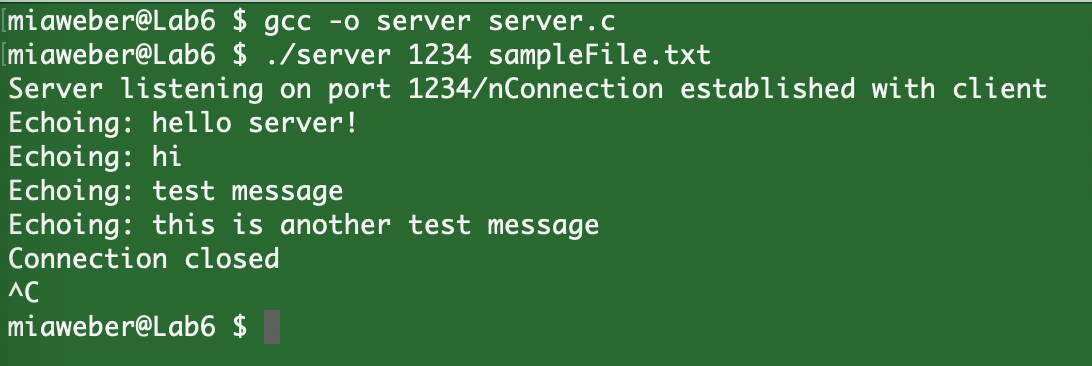 [miaweber@Lab6 $ gcc -o server server.c
[miaweber@Lab6 $ ./server 1234 sampleFile.txt
Server listening on port 1234/nConnection established with client
Echoing: hello server!
Echoing: hi
Echoing: test message
Echoing: this is another test message
Connection closed
^C
miaweber@Lab6 $